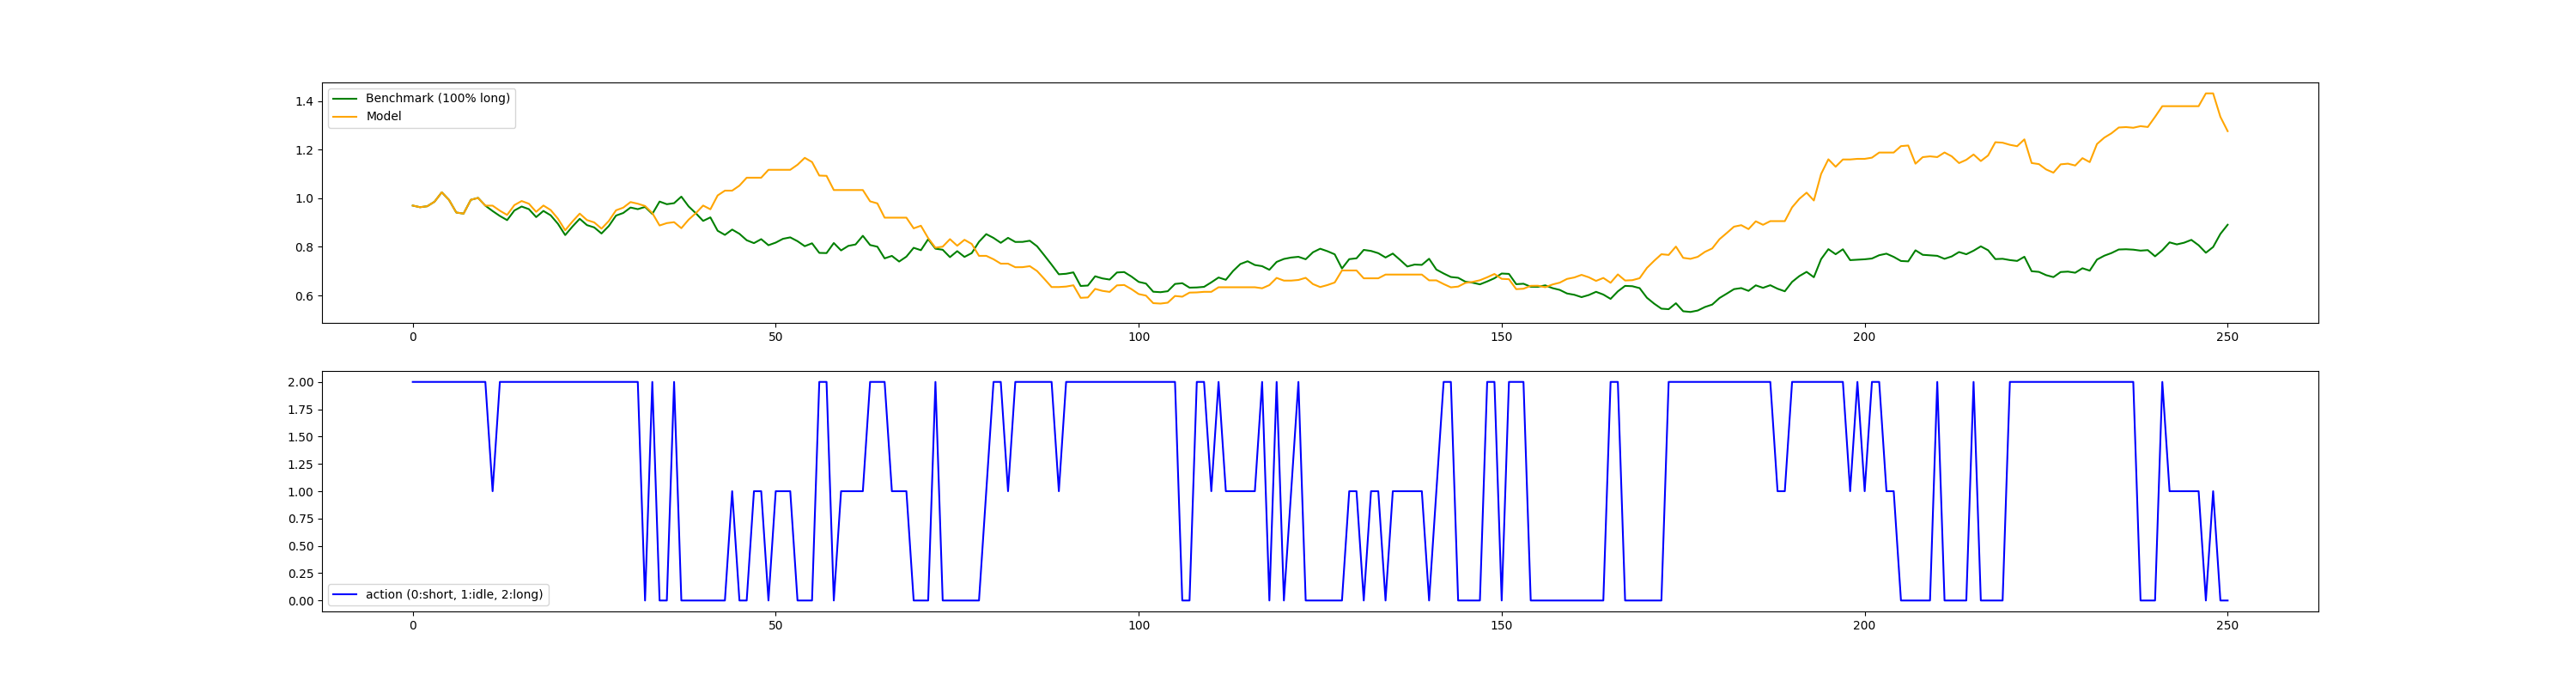 1.4
1.2
1.0
0.8
0.6
Benchmark (100% long)
Model
0 50 100 150 200 250
2.00
1.75
1.50
1.25
1.00
0.75
0.50
0.25
0.00
action (0:short, 1:idle, 2:long)
0 50 100 150 200 250